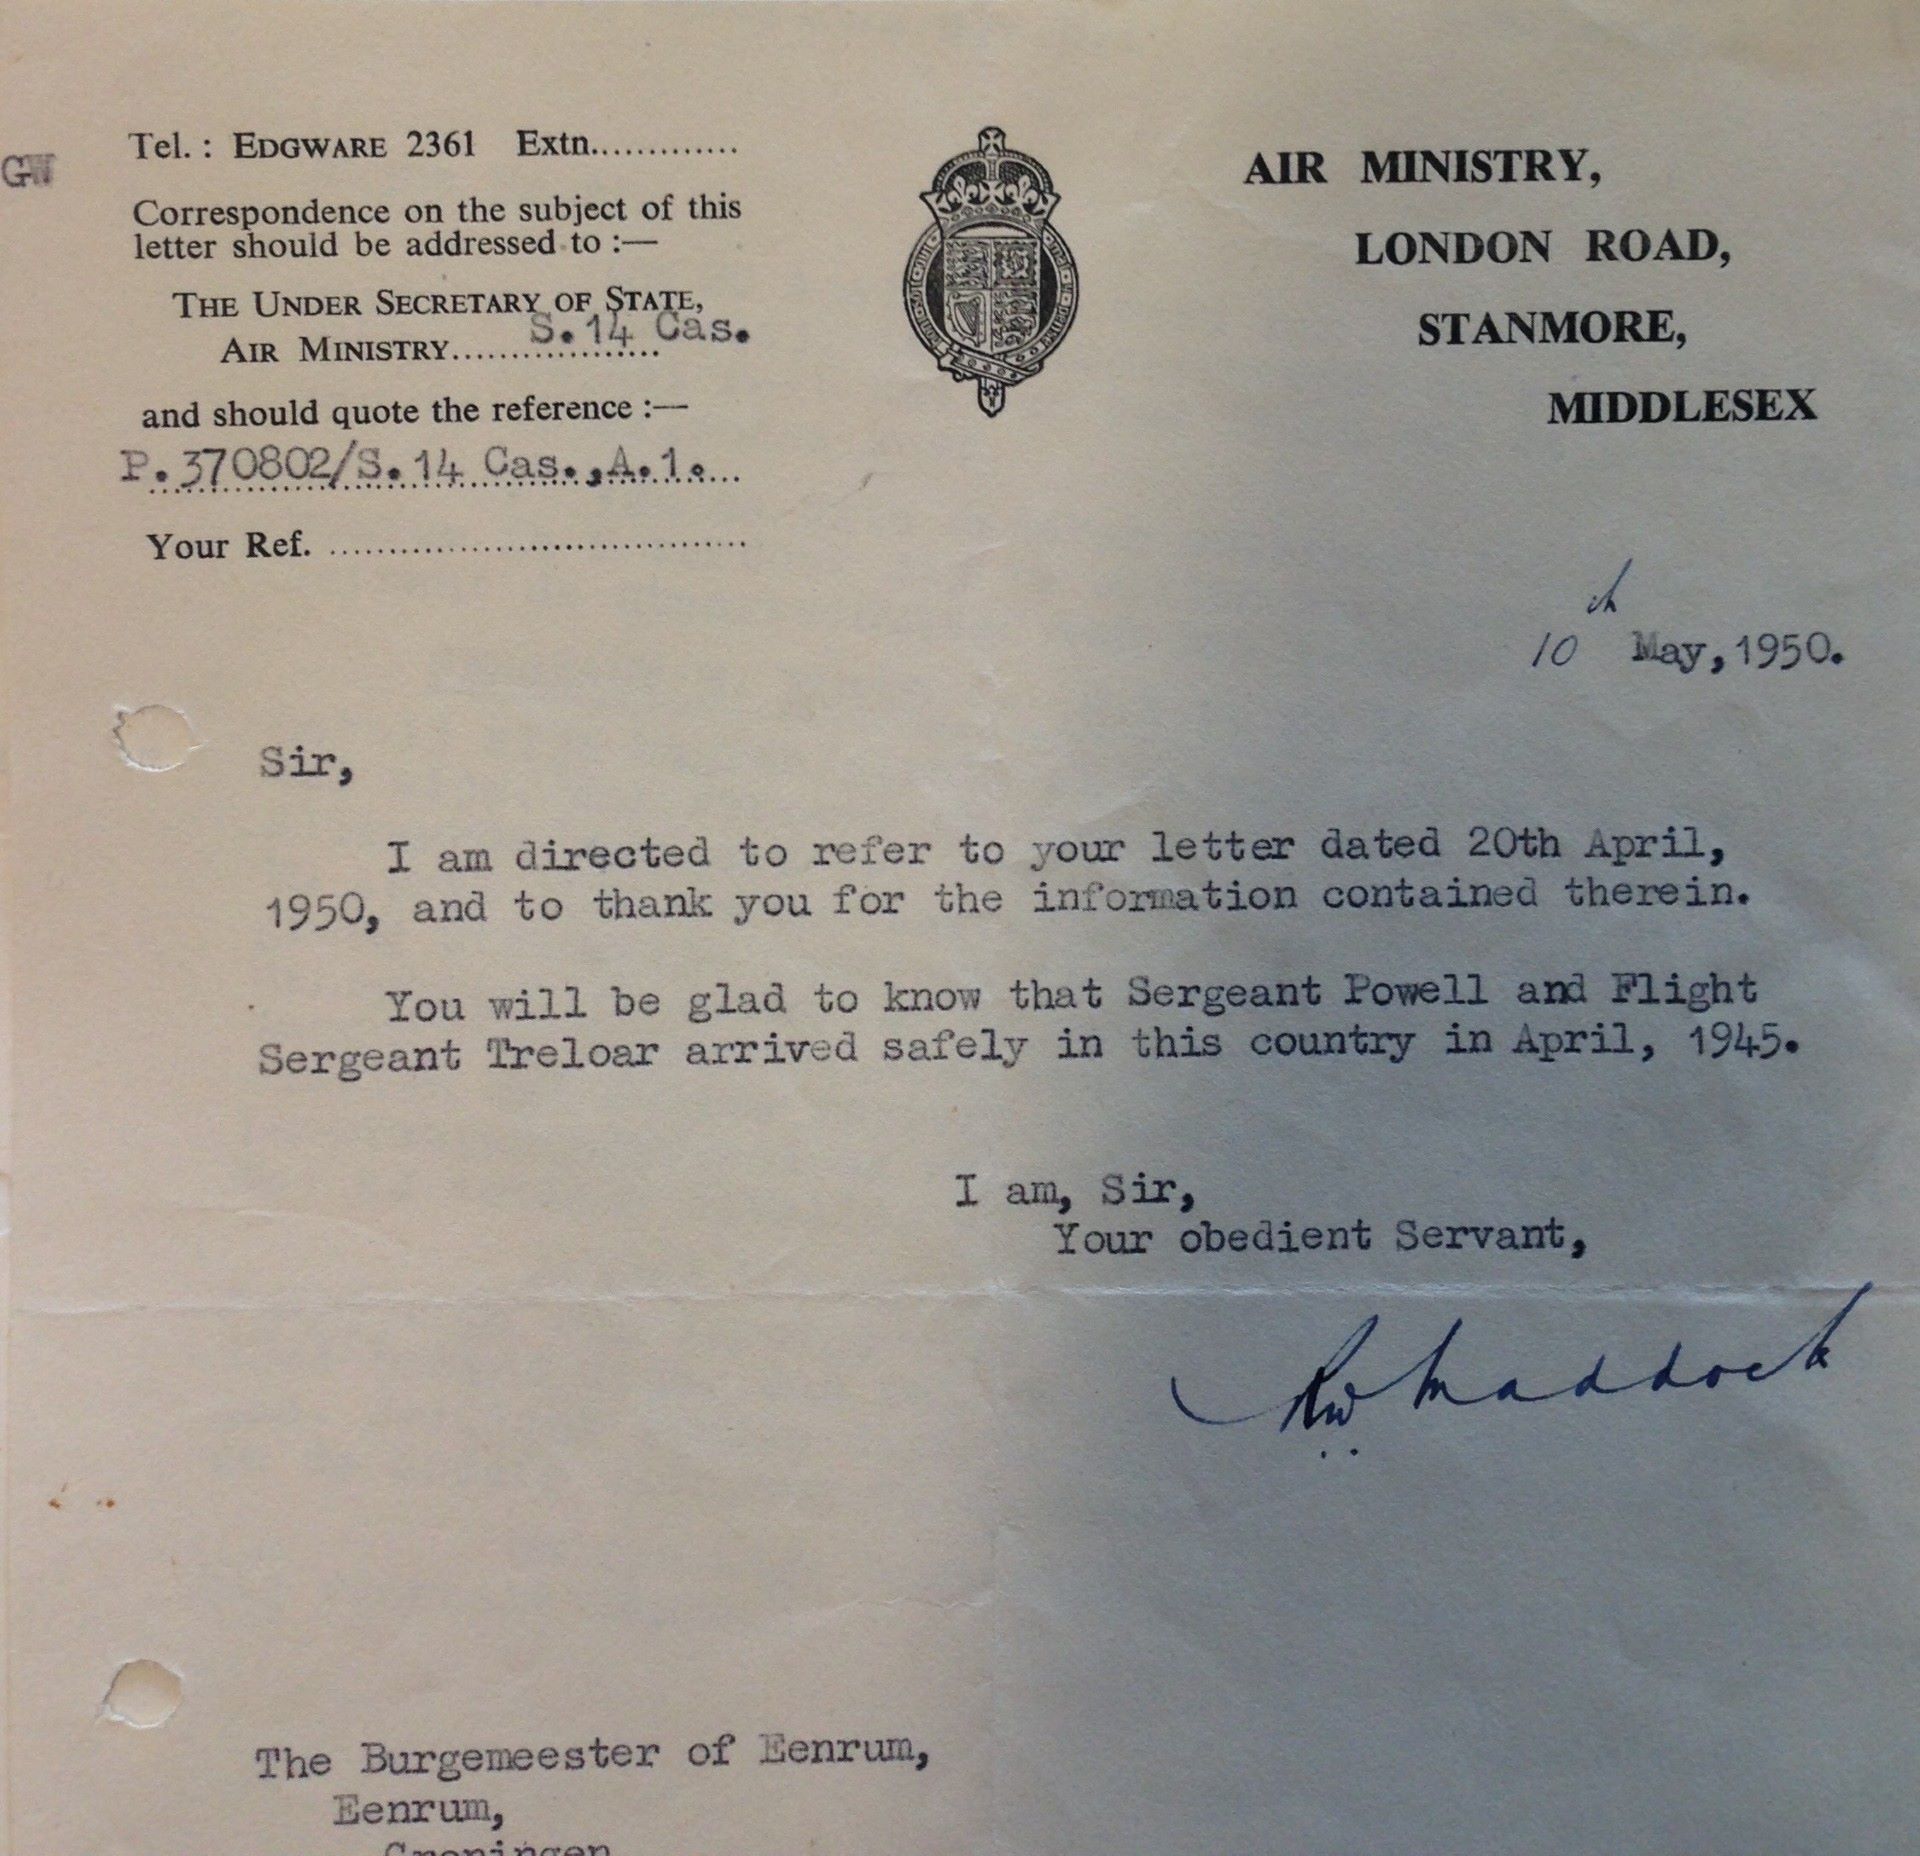 GW
Tel. : EDGWARE 2361 Extn.............
Correspondence on the subject of this
letter should be addressed to :—
THE UNDER SECRETARY OF STATE,
AIR MINISTRY.................. S.14 Cas.
and should quote the reference :—
P.370802/S.14 Cas.,A.1.
Your Ref. ...................................
AIR MINISTRY,
LONDON ROAD,
STANMORE,
MIDDLESEX
10th May, 1950.
Sir,
I am directed to refer to your letter dated 20th April,
1950, and to thank you for the information contained therein.
You will be glad to know that Sergeant Powell and Flight
Sergeant Treloar arrived safely in this country in April, 1945.
I am, Sir,
Your obedient Servant,
RW Maddock
The Burgemeester of Eenrum,
Eenrum,
Groningen